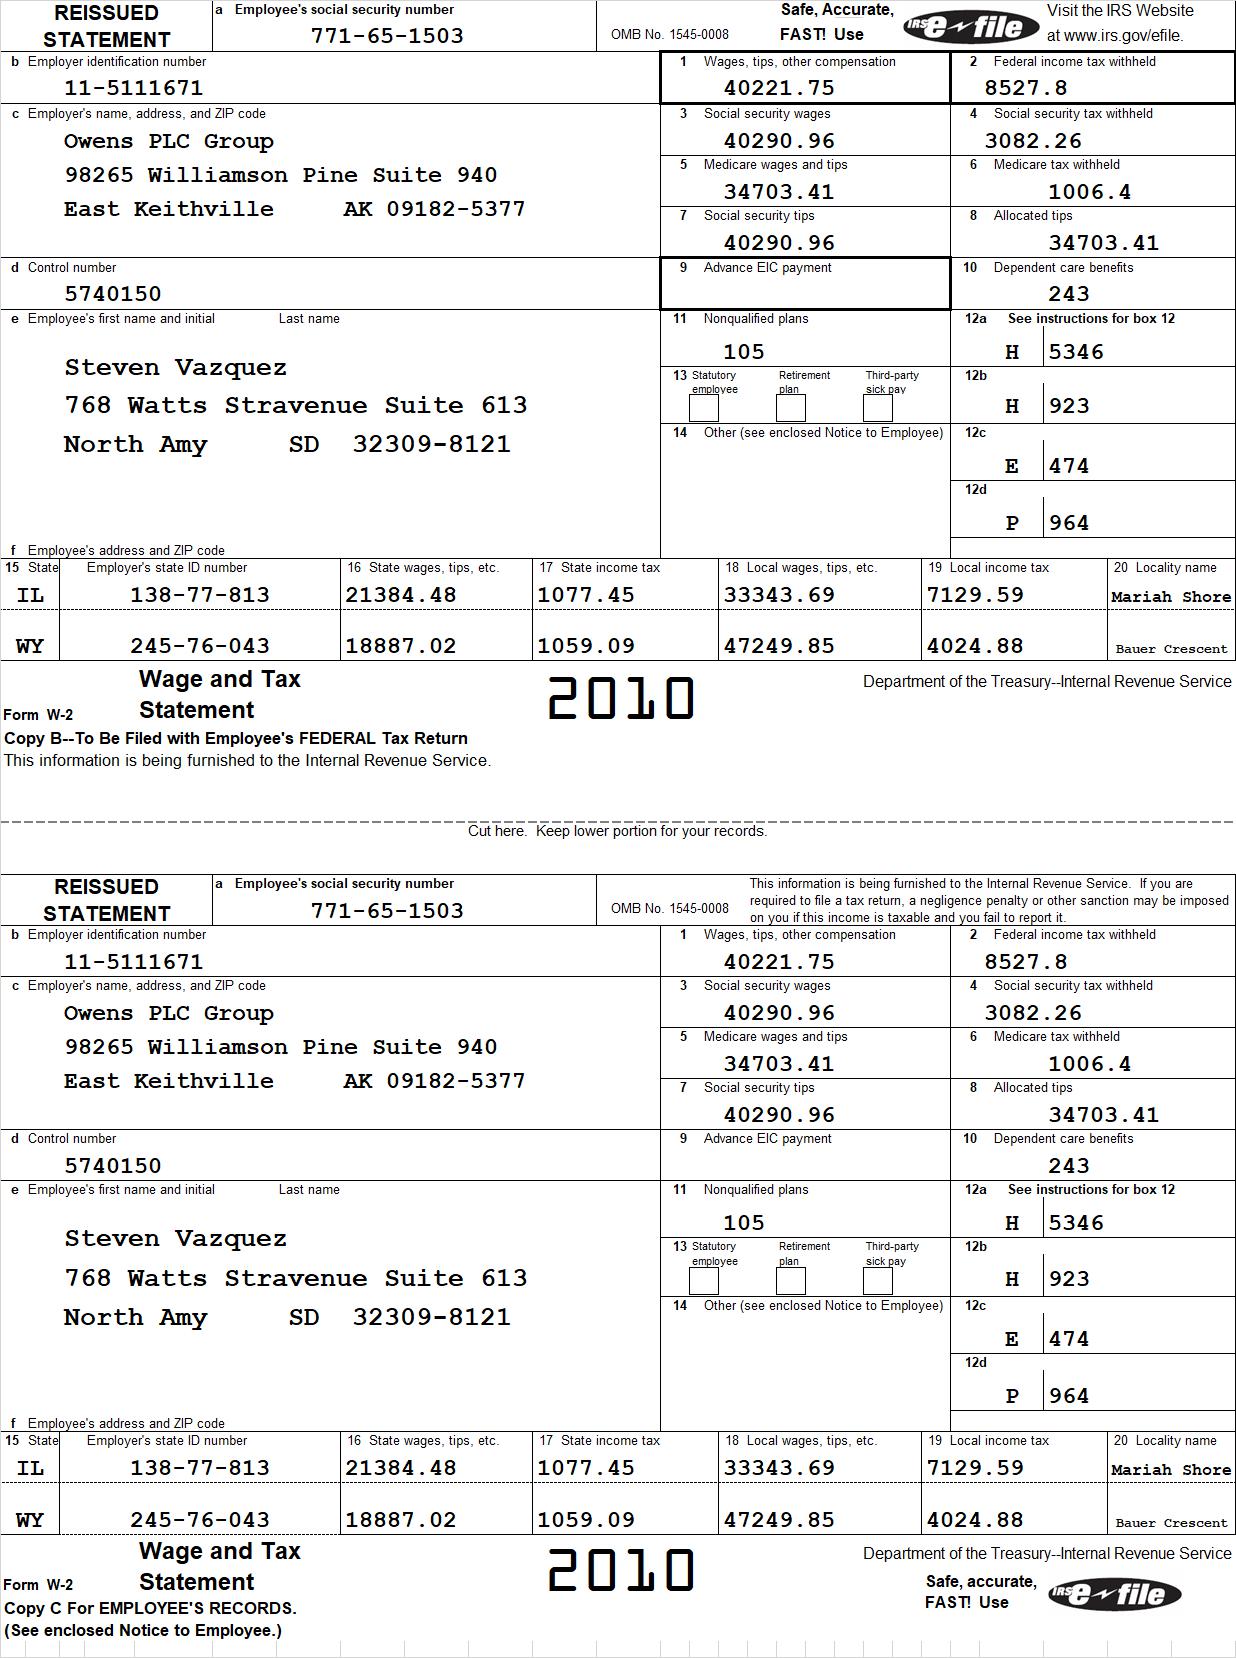 REISSUED STATEMENT
a Employee's social security number
771-65-1503
OMB No. 1545-0008
Safe, Accurate,
FAST! Use
IRS e-file
Visit the IRS Website
at www.irs.gov/efile.
b Employer identification number
11-5111671
1 Wages, tips, other compensation
40221.75
2 Federal income tax withheld
8527.8
c Employer's name, address, and ZIP code
Owens PLC Group
98265 Williamson Pine Suite 940
East Keithville AK 09182-5377
3 Social security wages
40290.96
4 Social security tax withheld
3082.26
5 Medicare wages and tips
34703.41
6 Medicare tax withheld
1006.4
7 Social security tips
40290.96
8 Allocated tips
34703.41
d Control number
5740150
9 Advance EIC payment
10 Dependent care benefits
243
e Employee's first name and initial Last name
Steven Vazquez
768 Watts Stravenue Suite 613
North Amy SD 32309-8121
f Employee's address and ZIP code
11 Nonqualified plans
105
12a See instructions for box 12
H 5346
13 Statutory employee Retirement plan Third-party sick pay
12b
H 923
14 Other (see enclosed Notice to Employee)
12c
E 474
12d
P 964
15 State Employer's state ID number 16 State wages, tips, etc. 17 State income tax 18 Local wages, tips, etc. 19 Local income tax 20 Locality name
IL 138-77-813 21384.48 1077.45 33343.69 7129.59 Mariah Shore
WY 245-76-043 18887.02 1059.09 47249.85 4024.88 Bauer Crescent
Form W-2
Wage and Tax
Statement
2010
Department of the Treasury--Internal Revenue Service
Copy B--To Be Filed with Employee's FEDERAL Tax Return
This information is being furnished to the Internal Revenue Service.
Cut here. Keep lower portion for your records.
REISSUED STATEMENT
a Employee's social security number
771-65-1503
OMB No. 1545-0008
This information is being furnished to the Internal Revenue Service. If you are
required to file a tax return, a negligence penalty or other sanction may be imposed
on you if this income is taxable and you fail to report it.
b Employer identification number
11-5111671
1 Wages, tips, other compensation
40221.75
2 Federal income tax withheld
8527.8
c Employer's name, address, and ZIP code
Owens PLC Group
98265 Williamson Pine Suite 940
East Keithville AK 09182-5377
3 Social security wages
40290.96
4 Social security tax withheld
3082.26
5 Medicare wages and tips
34703.41
6 Medicare tax withheld
1006.4
7 Social security tips
40290.96
8 Allocated tips
34703.41
d Control number
5740150
9 Advance EIC payment
10 Dependent care benefits
243
e Employee's first name and initial Last name
Steven Vazquez
768 Watts Stravenue Suite 613
North Amy SD 32309-8121
f Employee's address and ZIP code
11 Nonqualified plans
105
12a See instructions for box 12
H 5346
13 Statutory employee Retirement plan Third-party sick pay
12b
H 923
14 Other (see enclosed Notice to Employee)
12c
E 474
12d
P 964
15 State Employer's state ID number 16 State wages, tips, etc. 17 State income tax 18 Local wages, tips, etc. 19 Local income tax 20 Locality name
IL 138-77-813 21384.48 1077.45 33343.69 7129.59 Mariah Shore
WY 245-76-043 18887.02 1059.09 47249.85 4024.88 Bauer Crescent
Form W-2
Wage and Tax
Statement
2010
Department of the Treasury--Internal Revenue Service
Safe, accurate,
FAST! Use
IRS e-file
Copy C For EMPLOYEE'S RECORDS.
(See enclosed Notice to Employee.)